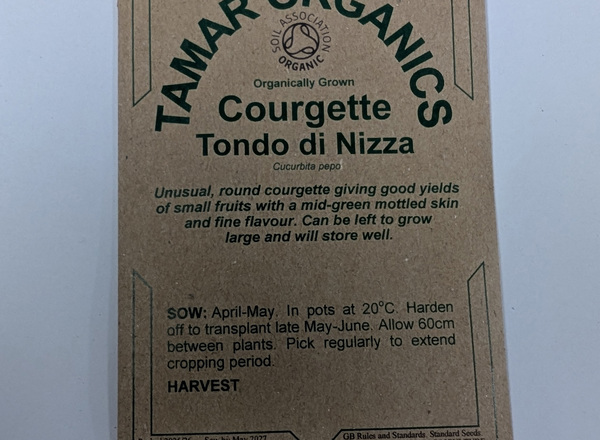 TAMAR ORGANICS
SOIL ASSOCIATION
ORGANIC
Organically Grown
Courgette
Tondo di Nizza
Cucurbita pepo
Unusual, round courgette giving good yields
of small fruits with a mid-green mottled skin
and fine flavour. Can be left to grow
large and will store well.
SOW: April-May. In pots at 20°C. Harden
off to transplant late May-June. Allow 60cm
between plants. Pick regularly to extend
cropping period.
HARVEST
GB Rules and Standards. Standard Seeds.